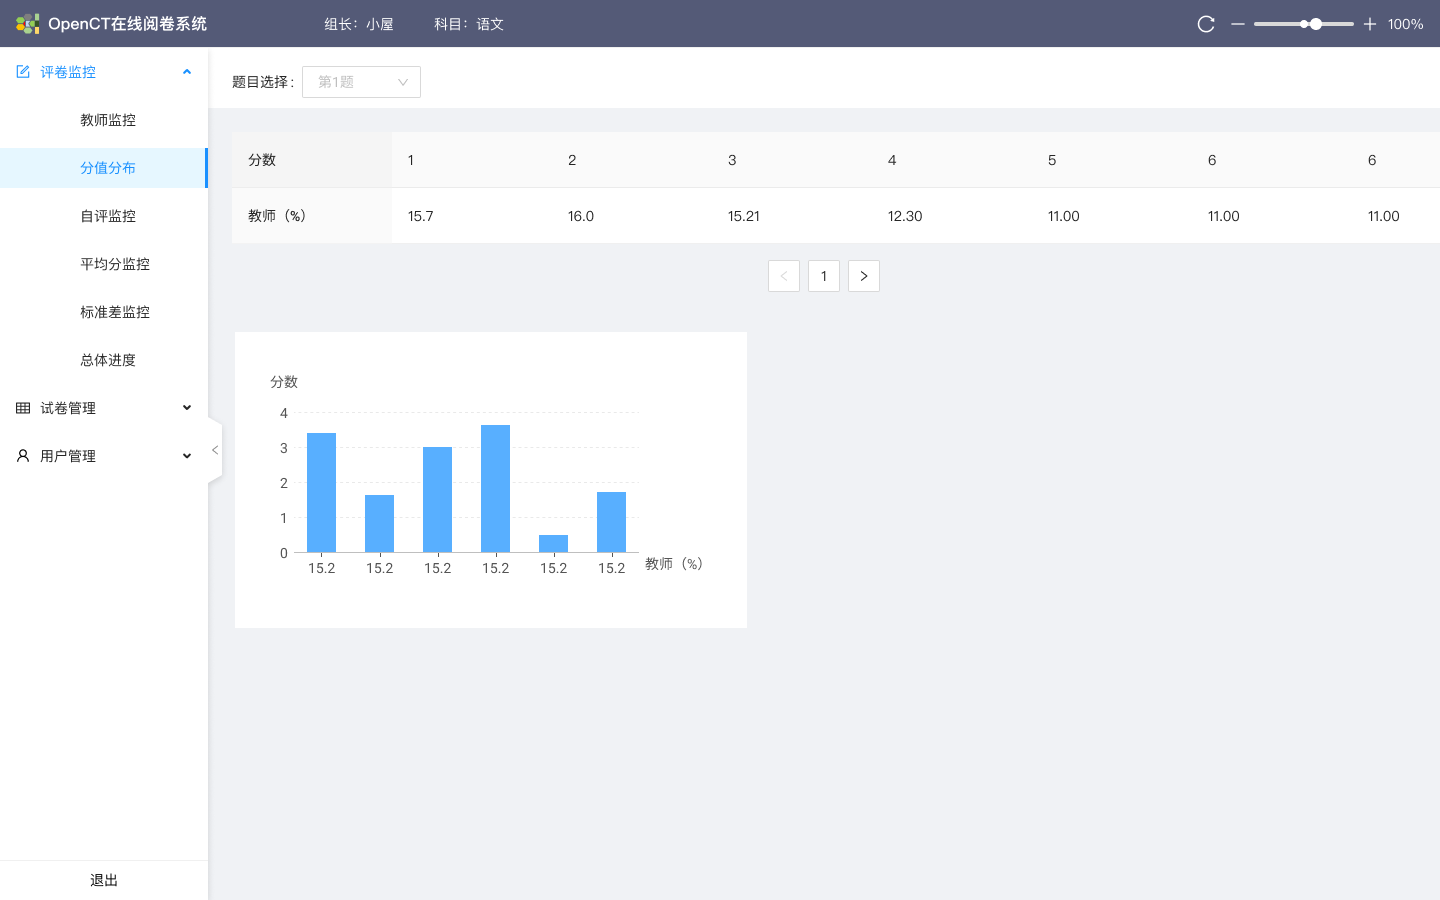 OpenCT在线阅卷系统
组长：小屋
科目：语文
100%
评卷监控
教师监控
分值分布
自评监控
平均分监控
标准差监控
总体进度
试卷管理
用户管理
退出
题目选择：
第1题
分数 1 2 3 4 5 6 6
教师（%） 15.7 16.0 15.21 12.30 11.00 11.00 11.00
1
分数
4
3
2
1
0
15.2 15.2 15.2 15.2 15.2 15.2
教师（%）